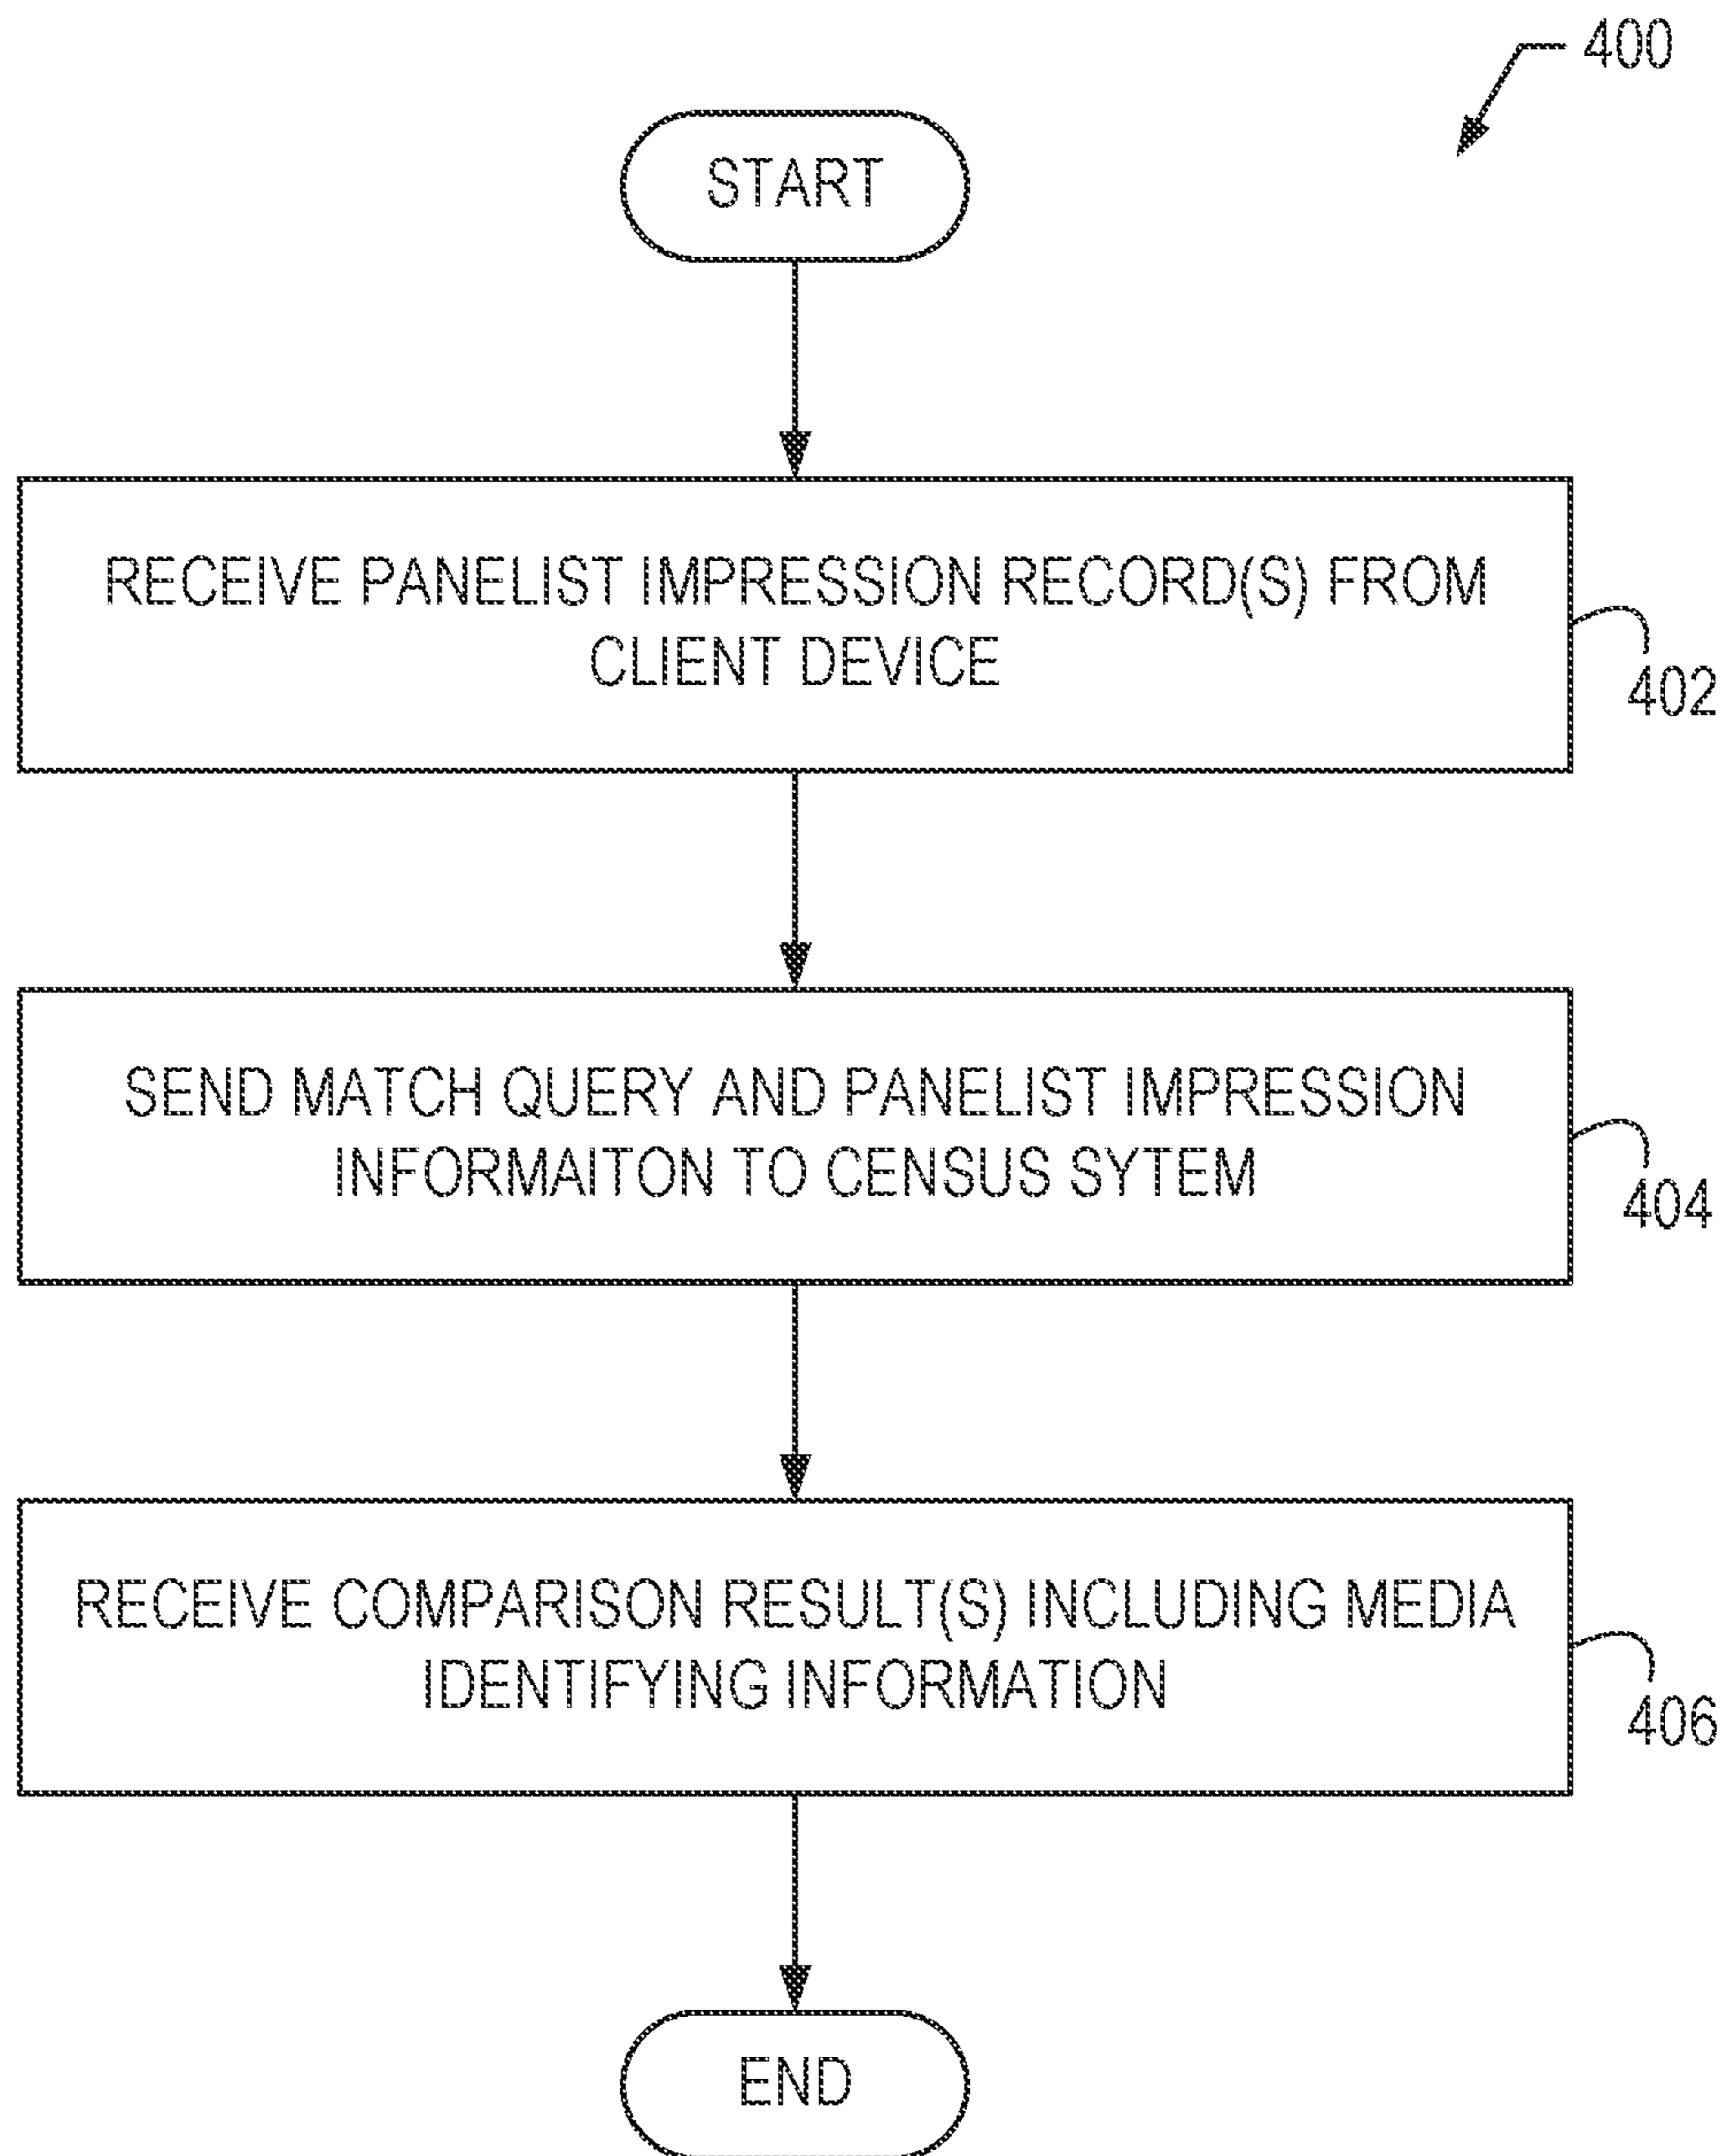 400
START
RECEIVE PANELIST IMPRESSION RECORD(S) FROM
CLIENT DEVICE
402
SEND MATCH QUERY AND PANELIST IMPRESSION
INFORMAITON TO CENSUS SYTEM
404
RECEIVE COMPARISON RESULT(S) INCLUDING MEDIA
IDENTIFYING INFORMATION
406
END